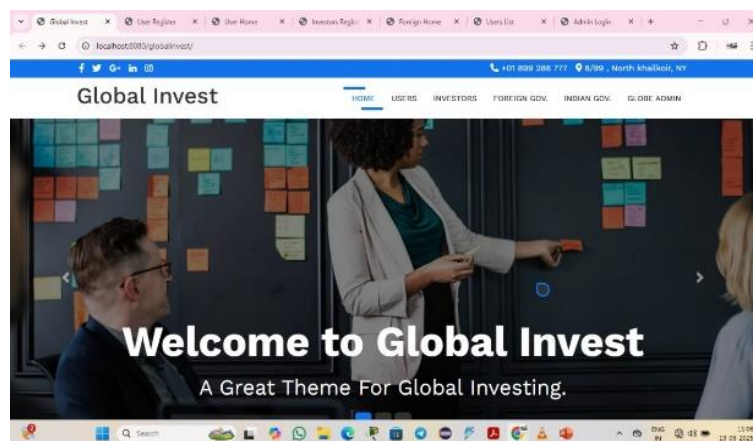 Global Invest
User Register
User Home
Investors Regist
Foreign Home
Users List
Admin Login
localhost:8080/globalinvest/
+01 899 286 777 8/99 , North khailkoir, NY
Global Invest
HOME USERS INVESTORS FOREIGN GOV. INDIAN GOV. GLOBE ADMIN
Welcome to Global Invest
A Great Theme For Global Investing.
Search
ENG
IN